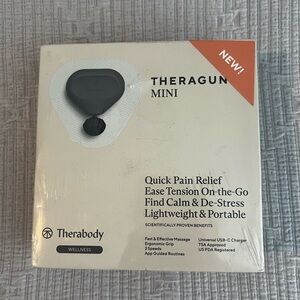 NEW!
THERAGUN
MINI
Quick Pain Relief
Ease Tension On-the-Go
Find Calm & De-Stress
Lightweight & Portable
SCIENTIFICALLY PROVEN BENEFITS
Therabody
WELLNESS
Fast & Effective Massage
Ergonomic Grip
3 Speeds
App Guided Routines
Universal USB-C Charger
TSA Approved
US FDA Registered